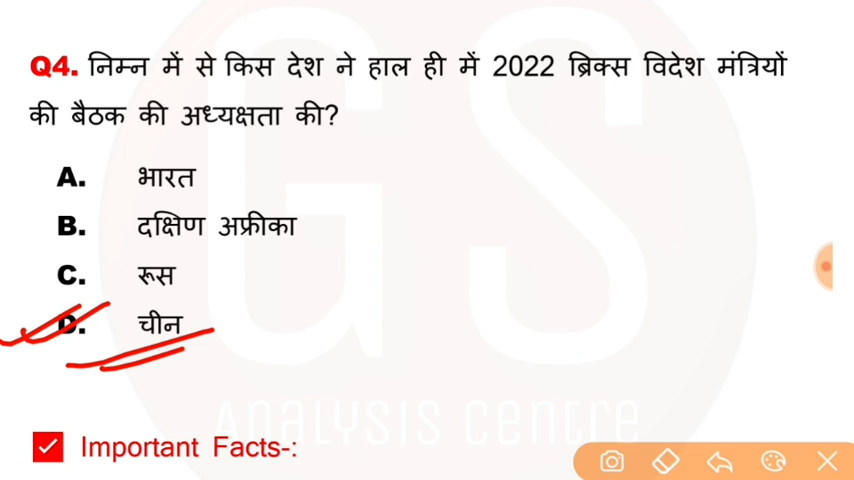 Q4. निम्न में से किस देश ने हाल ही में 2022 ब्रिक्स विदेश मंत्रियों
की बैठक की अध्यक्षता की?
A. भारत
B. दक्षिण अफ्रीका
C. रूस
D. चीन
GS
Analysis Centre
Important Facts-: